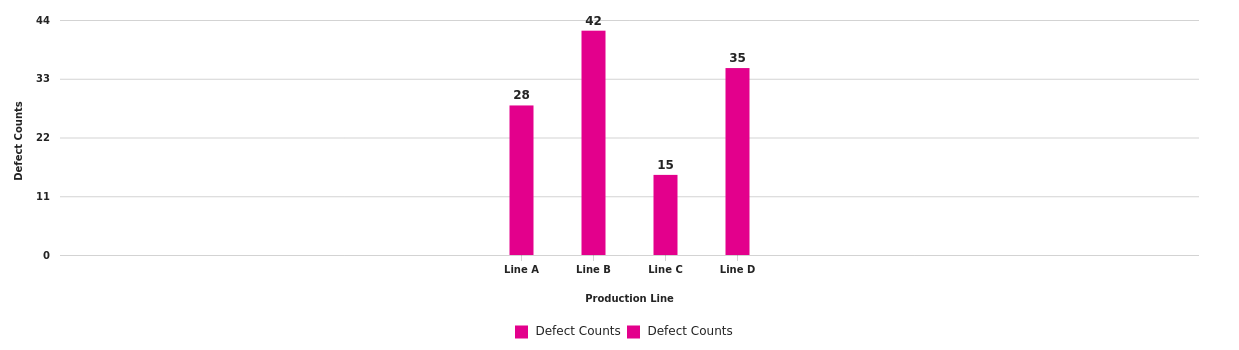 44
33
22
11
0
Defect Counts
28
42
15
35
Line A Line B Line C Line D
Production Line
Defect Counts Defect Counts